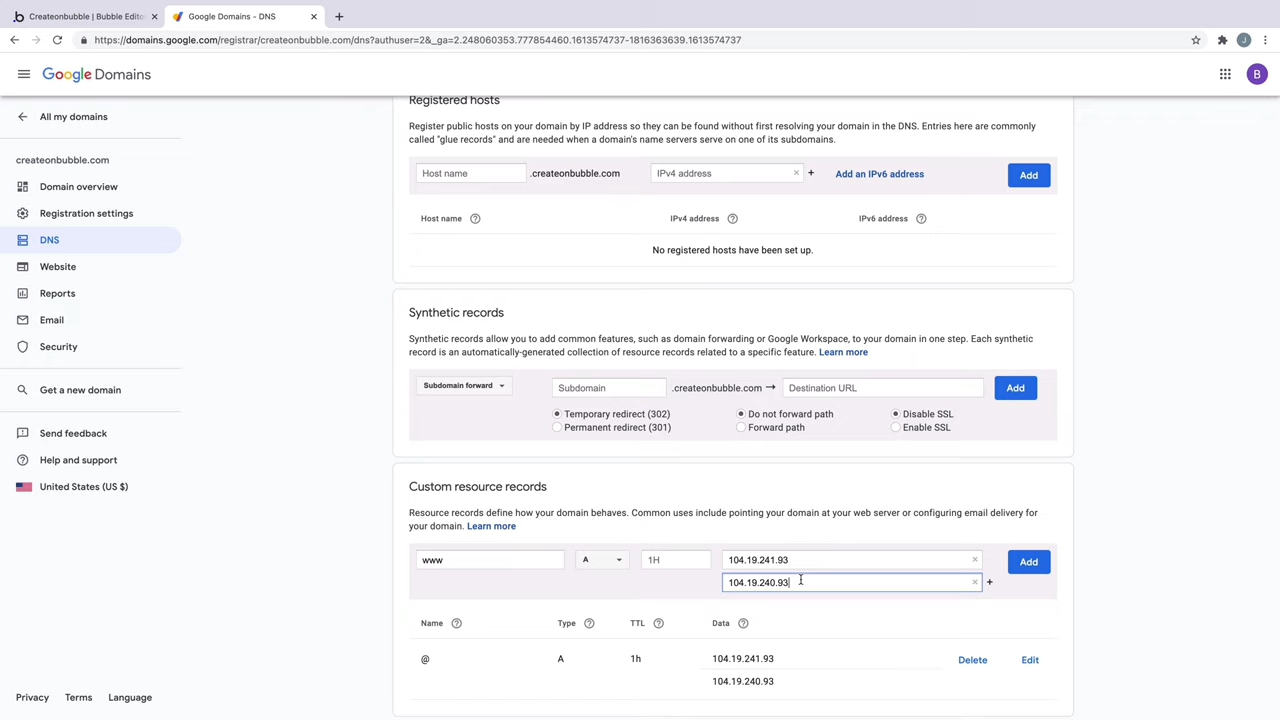 Createonbubble | Bubble Edito
Google Domains - DNS
https://domains.google.com/registrar/createonbubble.com/dns?authuser=2&_ga=2.248060353.777854460.1613574737-1816363639.1613574737
J
Google Domains
B
All my domains
createonbubble.com
Domain overview
Registration settings
DNS
Website
Reports
Email
Security
Get a new domain
Send feedback
Help and support
United States (US $)
Privacy Terms Language
Registered hosts
Register public hosts on your domain by IP address so they can be found without first resolving your domain in the DNS. Entries here are commonly
called "glue records" and are needed when a domain's name servers serve on one of its subdomains.
Host name .createonbubble.com IPv4 address + Add an IPv6 address Add
Host name IPv4 address IPv6 address
No registered hosts have been set up.
Synthetic records
Synthetic records allow you to add common features, such as domain forwarding or Google Workspace, to your domain in one step. Each synthetic
record is an automatically-generated collection of resource records related to a specific feature. Learn more
Subdomain forward Subdomain .createonbubble.com → Destination URL Add
Temporary redirect (302) Do not forward path Disable SSL
Permanent redirect (301) Forward path Enable SSL
Custom resource records
Resource records define how your domain behaves. Common uses include pointing your domain at your web server or configuring email delivery for
your domain. Learn more
www A 1H 104.19.241.93 Add
104.19.240.93 +
Name Type TTL Data
@ A 1h 104.19.241.93 Delete Edit
104.19.240.93